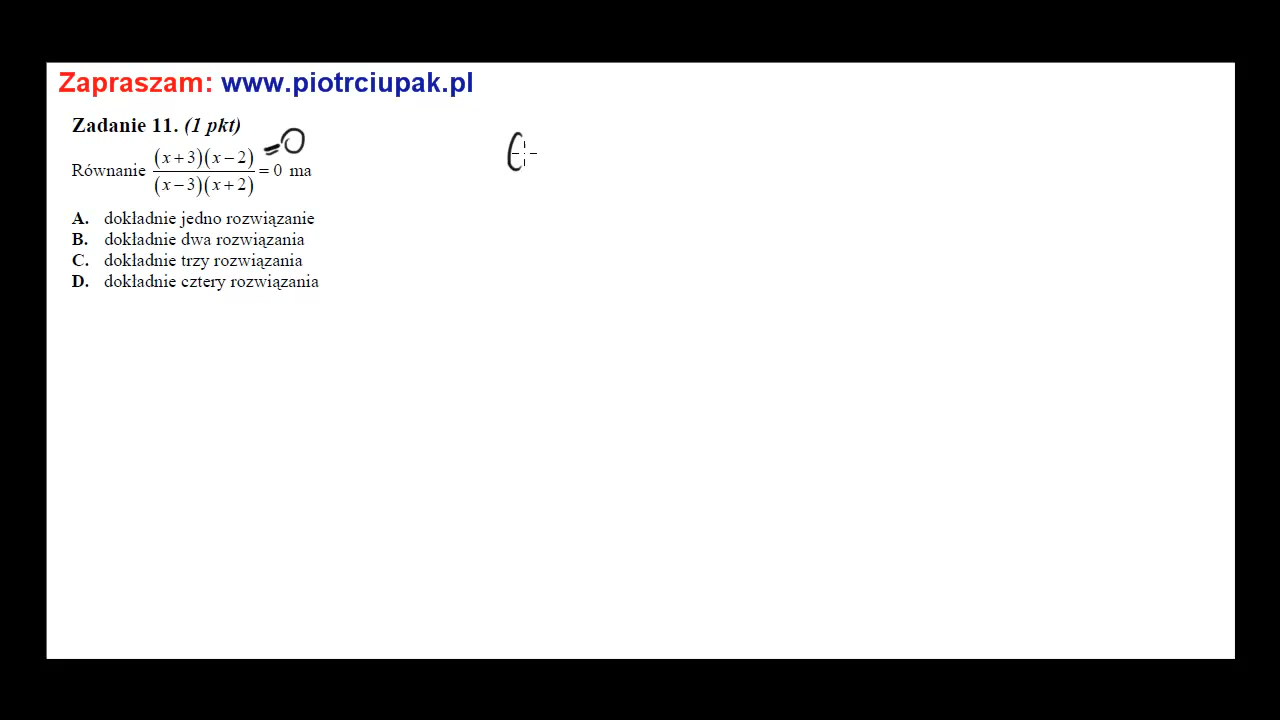 Zapraszam: www.piotrciupak.pl
Zadanie 11. (1 pkt)
=0
Równanie (x+3)(x−2)/(x−3)(x+2) = 0 ma
A. dokładnie jedno rozwiązanie
B. dokładnie dwa rozwiązania
C. dokładnie trzy rozwiązania
D. dokładnie cztery rozwiązania
(